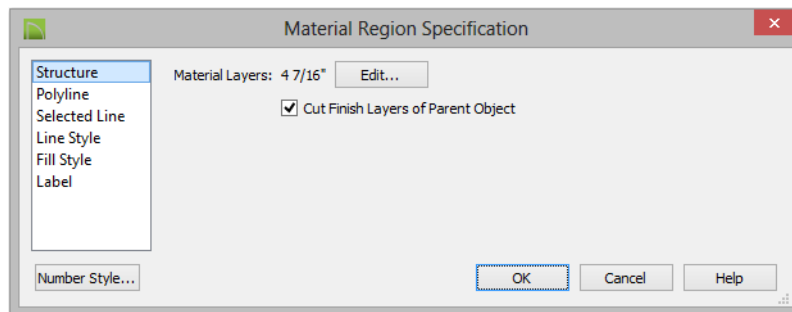 Material Region Specification
Structure
Polyline
Selected Line
Line Style
Fill Style
Label
Material Layers: 4 7/16" Edit...
Cut Finish Layers of Parent Object
Number Style...
OK Cancel Help